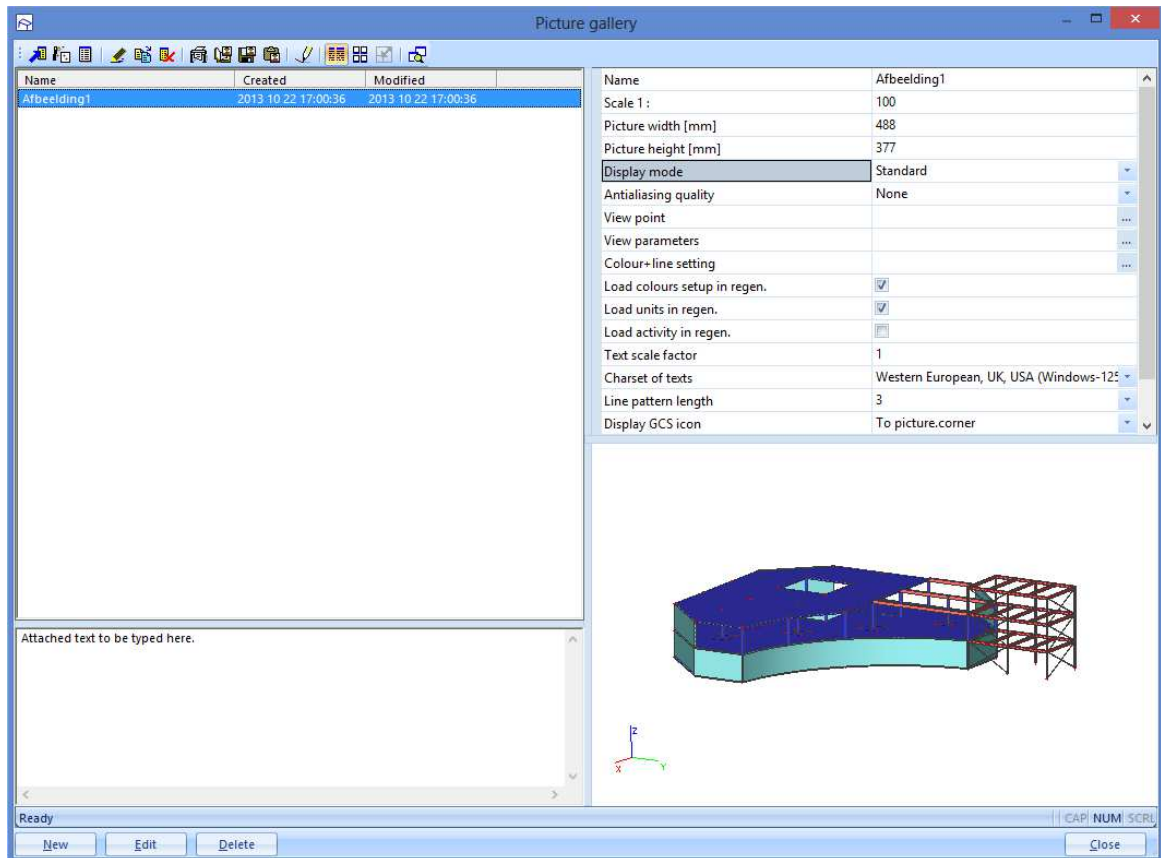 Picture gallery
Name Created Modified
Afbeelding1 2013 10 22 17:00:36 2013 10 22 17:00:36
Name Afbeelding1
Scale 1 : 100
Picture width [mm] 488
Picture height [mm] 377
Display mode Standard
Antialiasing quality None
View point ...
View parameters ...
Colour+line setting ...
Load colours setup in regen.
Load units in regen.
Load activity in regen.
Text scale factor 1
Charset of texts Western European, UK, USA (Windows-125
Line pattern length 3
Display GCS icon To picture.corner
Attached text to be typed here.
z
x Y
Ready CAP NUM SCRL
New Edit Delete Close